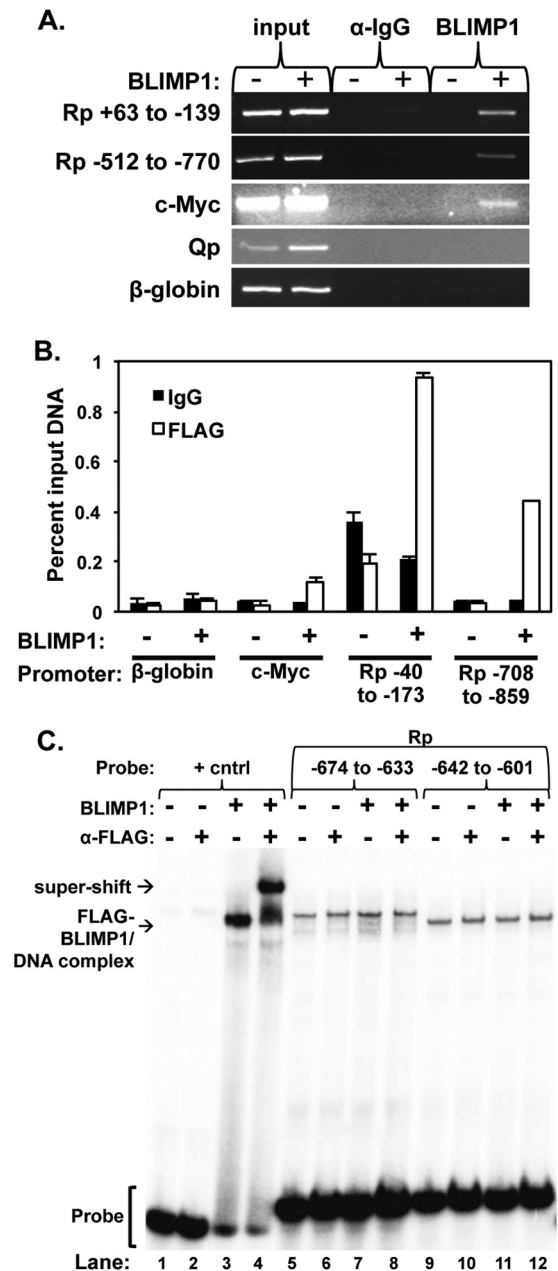 A.
input α-IgG BLIMP1
BLIMP1: - + - + - +
Rp +63 to -139
Rp -512 to -770
c-Myc
Qp
β-globin
B.
Percent input DNA
1
0.8
0.6
0.4
0.2
0
IgG
FLAG
BLIMP1: - + - + - + - +
Promoter: β-globin c-Myc Rp -40 to -173 Rp -708 to -859
C.
Rp
Probe: + cntrl -674 to -633 -642 to -601
BLIMP1: - - + + - - + + - - + +
α-FLAG: - + - + - + - + - + - +
super-shift →
FLAG- →
BLIMP1/
DNA complex
Probe
Lane: 1 2 3 4 5 6 7 8 9 10 11 12